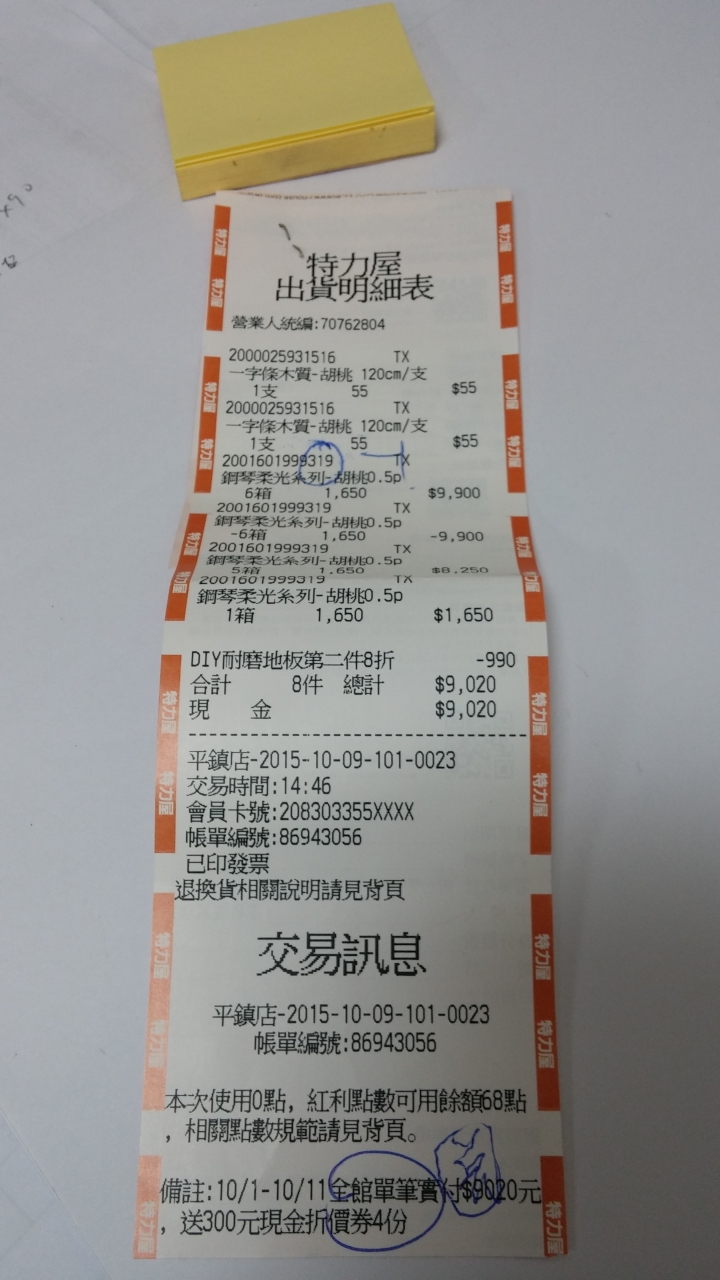 特力屋
出貨明細表
營業人統編:70762804
2000025931516 TX
一字條木質-胡桃 120cm/支
1支 55 $55
2000025931516 TX
一字條木質-胡桃 120cm/支
1支 55 $55
2001601999319 TX
鋼琴柔光系列-胡桃0.5p
6箱 1,650 $9,900
2001601999319 TX
鋼琴柔光系列-胡桃0.5p
-6箱 1,650 -9,900
2001601999319 TX
鋼琴柔光系列-胡桃0.5p
5箱 1,650 $8,250
2001601999319 TX
鋼琴柔光系列-胡桃0.5p
1箱 1,650 $1,650
DIY耐磨地板第二件8折 -990
合計 8件 總計 $9,020
現 金 $9,020
平鎮店-2015-10-09-101-0023
交易時間:14:46
會員卡號:208303355XXXX
帳單編號:86943056
已印發票
退換貨相關說明請見背頁
交易訊息
平鎮店-2015-10-09-101-0023
帳單編號:86943056
本次使用0點，紅利點數可用餘額68點
，相關點數規範請見背頁。
備註:10/1-10/11全館單筆實付$9020元
，送300元現金折價券4份